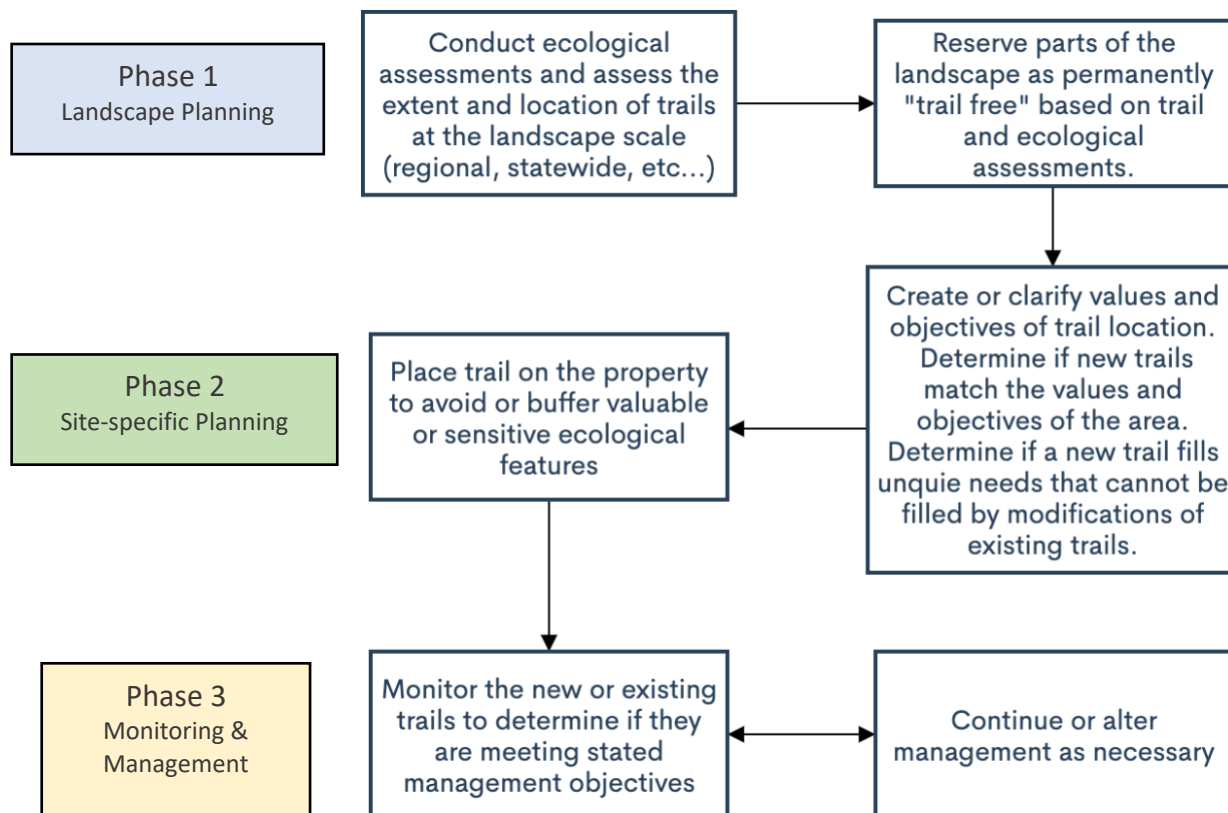 Phase 1
Landscape Planning
Conduct ecological
assessments and assess the
extent and location of trails
at the landscape scale
(regional, statewide, etc...)
Reserve parts of the
landscape as permanently
"trail free" based on trail
and ecological
assessments.
Phase 2
Site-specific Planning
Place trail on the property
to avoid or buffer valuable
or sensitive ecological
features
Create or clarify values and
objectives of trail location.
Determine if new trails
match the values and
objectives of the area.
Determine if a new trail fills
unquie needs that cannot be
filled by modifications of
existing trails.
Phase 3
Monitoring &
Management
Monitor the new or existing
trails to determine if they
are meeting stated
management objectives
Continue or alter
management as necessary